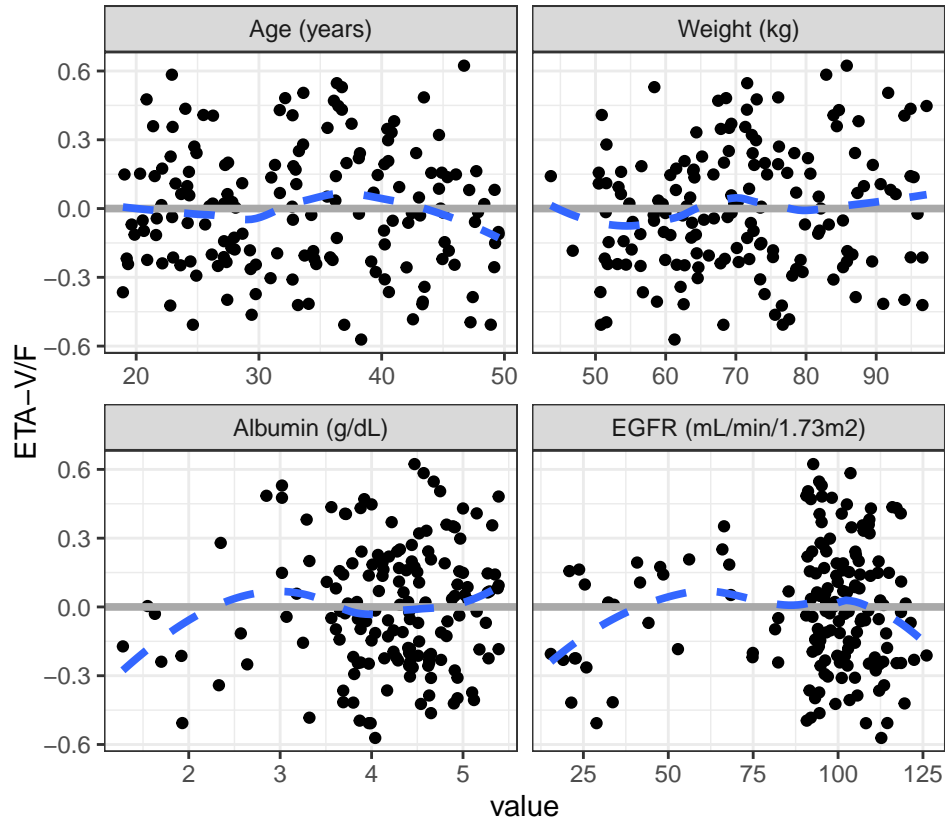 Age (years)
Weight (kg)
0.6
0.3
0.0
−0.3
−0.6
20 30 40 50
50 60 70 80 90
ETA−V/F
Albumin (g/dL)
EGFR (mL/min/1.73m2)
0.6
0.3
0.0
−0.3
−0.6
2 3 4 5
25 50 75 100 125
value